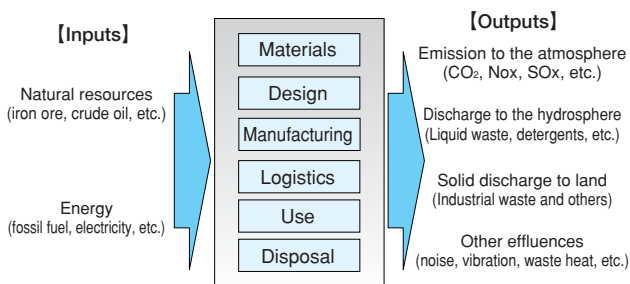 【Inputs】
Natural resources
(iron ore, crude oil, etc.)
Energy
(fossil fuel, electricity, etc.)
Materials
Design
Manufacturing
Logistics
Use
Disposal
【Outputs】
Emission to the atmosphere
(CO₂, Nox, SOx, etc.)
Discharge to the hydrosphere
(Liquid waste, detergents, etc.)
Solid discharge to land
(Industrial waste and others)
Other effluences
(noise, vibration, waste heat, etc.)